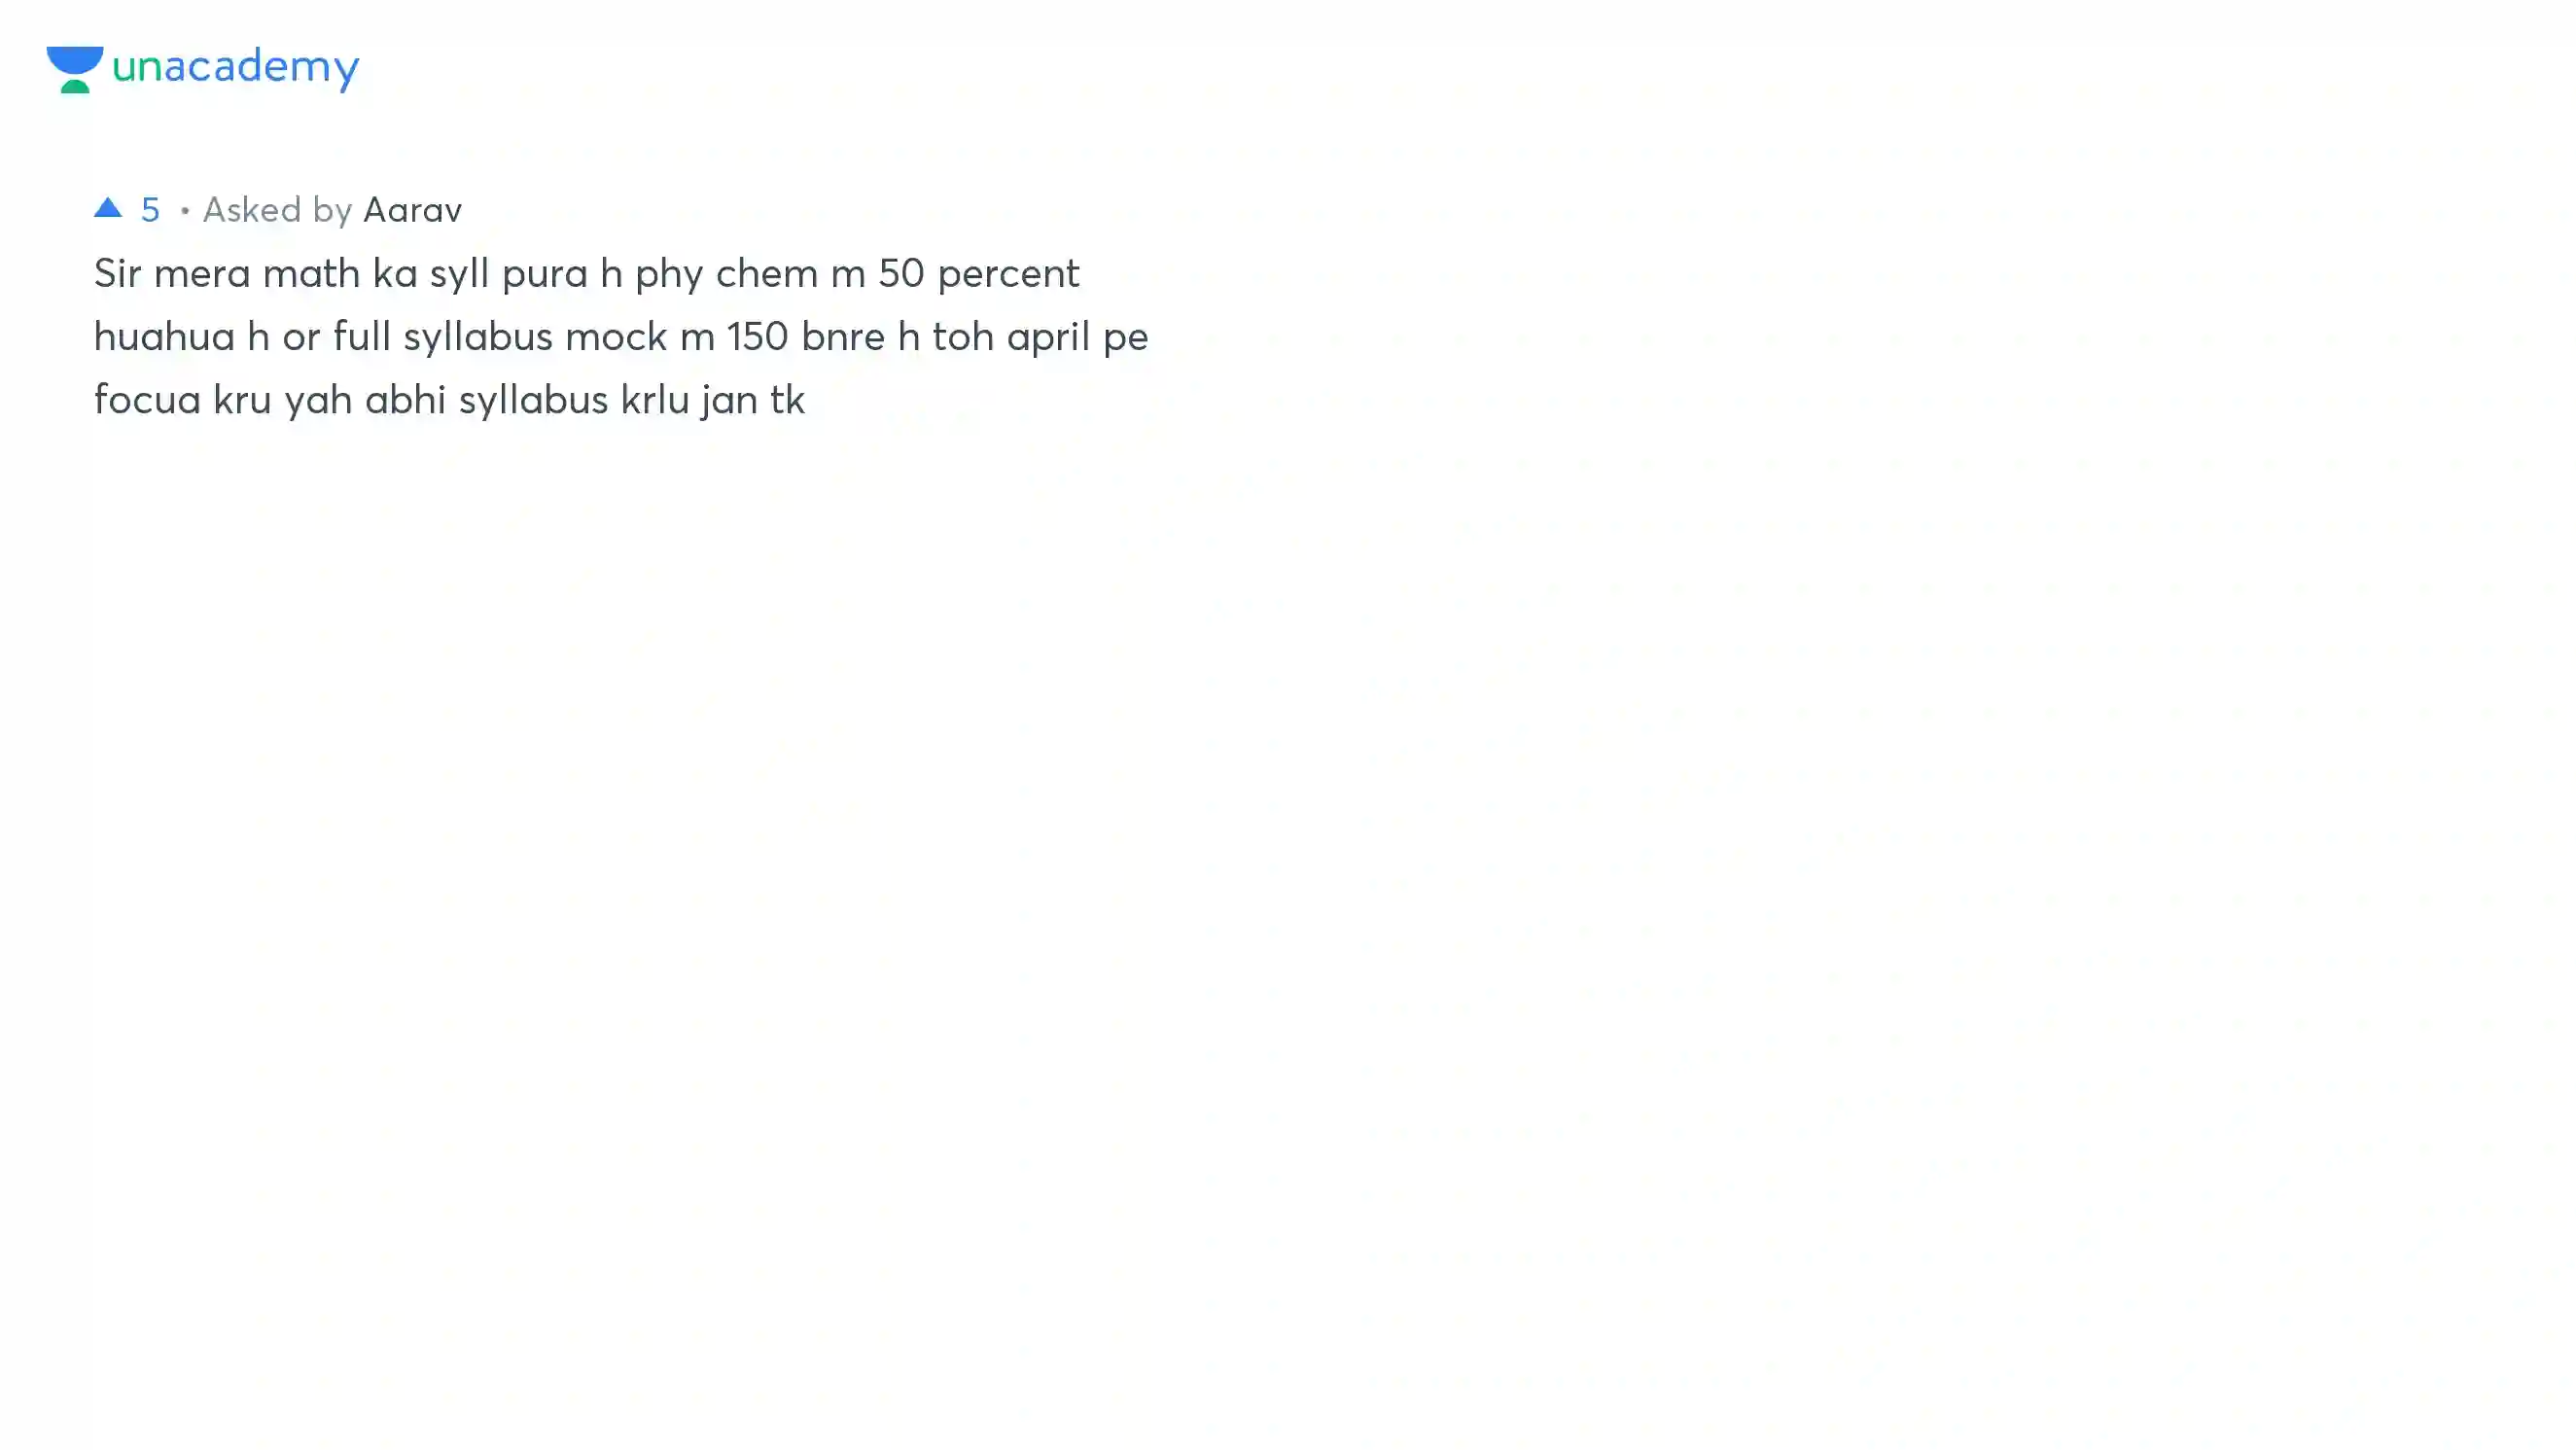 unacademy
▲ 5 • Asked by Aarav
Sir mera math ka syll pura h phy chem m 50 percent
huahua h or full syllabus mock m 150 bnre h toh april pe
focua kru yah abhi syllabus krlu jan tk